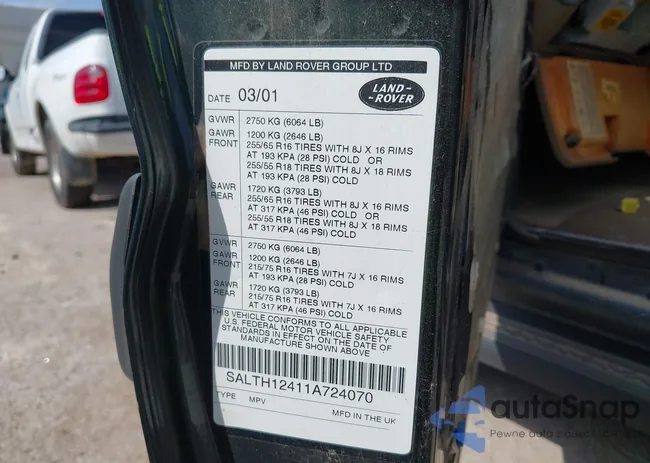 MFD BY LAND ROVER GROUP LTD
DATE 03/01
LAND-
-ROVER
GVWR 2750 KG (6064 LB)
GAWR 1200 KG (2646 LB)
FRONT 255/65 R16 TIRES WITH 8J X 16 RIMS
AT 193 KPA (28 PSI) COLD OR
255/55 R18 TIRES WITH 8J X 18 RIMS
AT 193 KPA (28 PSI) COLD
GAWR 1720 KG (3793 LB)
REAR 255/65 R16 TIRES WITH 8J X 16 RIMS
AT 317 KPA (46 PSI) COLD OR
255/55 R18 TIRES WITH 8J X 18 RIMS
AT 317 KPA (46 PSI) COLD
GVWR 2750 KG (6064 LB)
GAWR 1200 KG (2646 LB)
FRONT 215/75 R16 TIRES WITH 7J X 16 RIMS
AT 193 KPA (28 PSI) COLD
GAWR 1720 KG (3793 LB)
REAR 215/75 R16 TIRES WITH 7J X 16 RIMS
AT 317 KPA (46 PSI) COLD
THIS VEHICLE CONFORMS TO ALL APPLICABLE
U.S. FEDERAL MOTOR VEHICLE SAFETY
STANDARDS IN EFFECT ON THE DATE OF
MANUFACTURE SHOWN ABOVE
SALTH12411A724070
TYPE MPV MFD IN THE UK
autoSnap
Pewne auto z